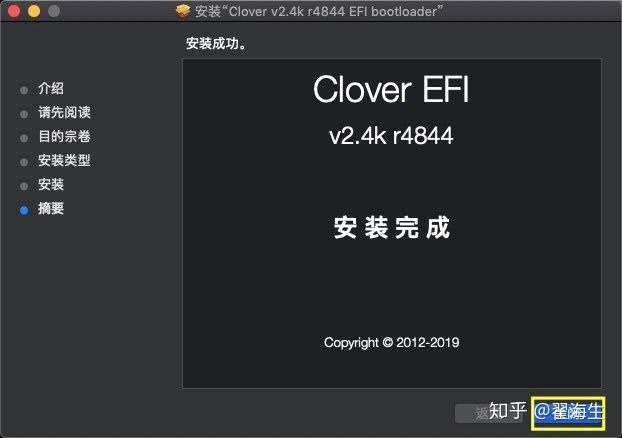 安装“Clover v2.4k r4844 EFI bootloader”
安装成功。
介绍
请先阅读
目的宗卷
安装类型
安装
摘要
Clover EFI
v2.4k r4844
安装完成
Copyright © 2012-2019
知乎 @翟海生